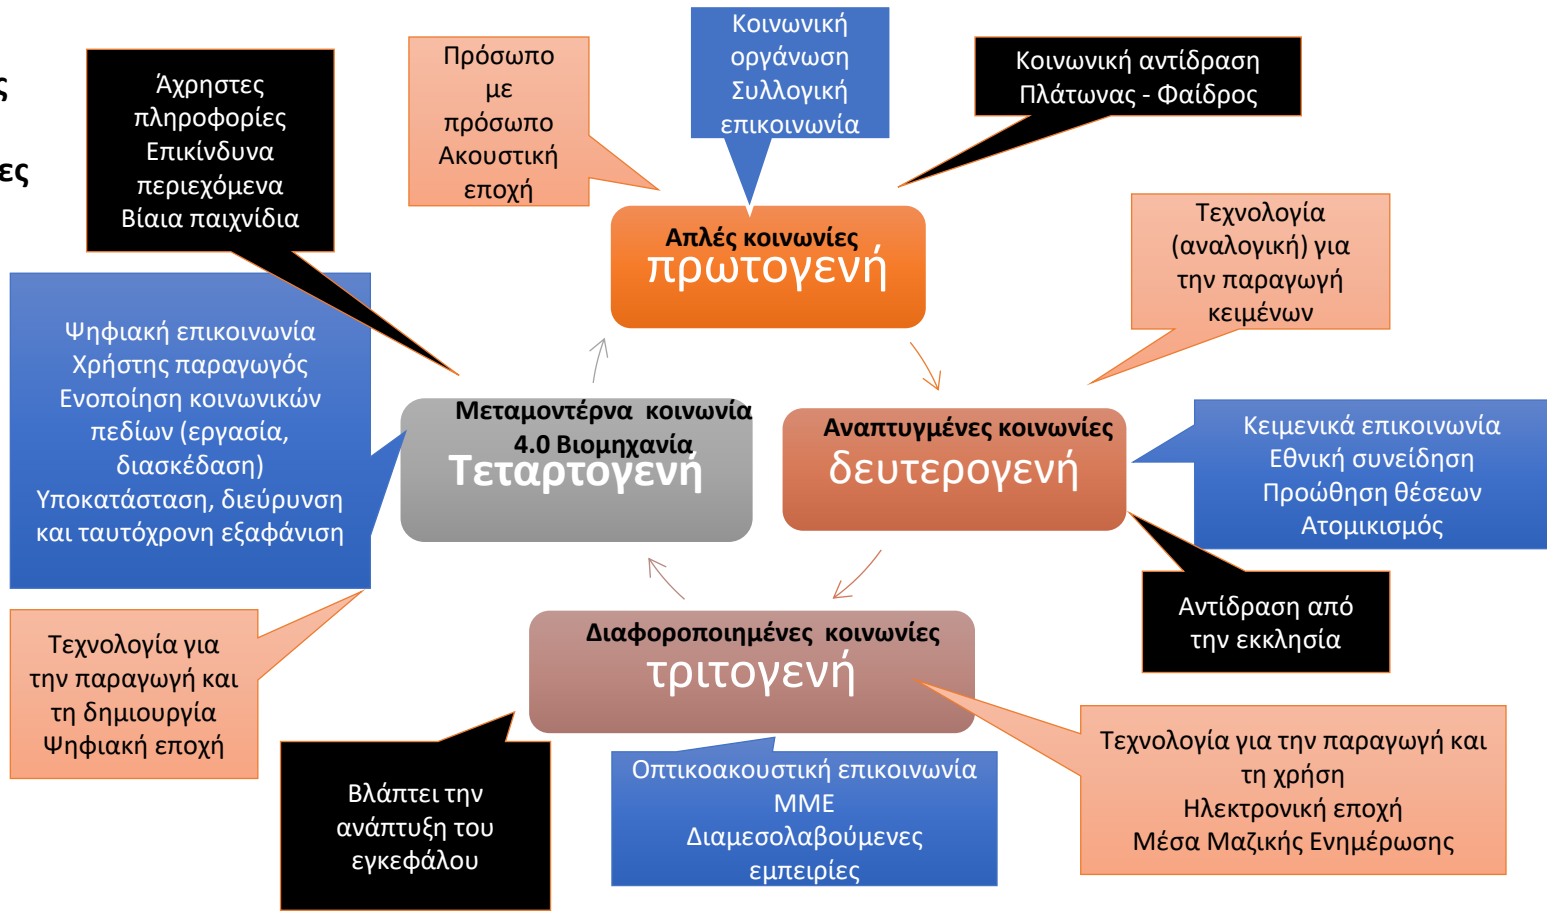 ς
ες
Άχρηστες
πληροφορίες
Επικίνδυνα
περιεχόμενα
Βίαια παιχνίδια
Πρόσωπο
με
πρόσωπο
Ακουστική
εποχή
Κοινωνική
οργάνωση
Συλλογική
επικοινωνία
Κοινωνική αντίδραση
Πλάτωνας - Φαίδρος
Απλές κοινωνίες
πρωτογενή
Τεχνολογία
(αναλογική) για
την παραγωγή
κειμένων
Ψηφιακή επικοινωνία
Χρήστης παραγωγός
Ενοποίηση κοινωνικών
πεδίων (εργασία,
διασκέδαση)
Υποκατάσταση, διεύρυνση
και ταυτόχρονη εξαφάνιση
Μεταμοντέρνα κοινωνία
4.0 Βιομηχανία
Τεταρτογενή
Αναπτυγμένες κοινωνίες
δευτερογενή
Κειμενικά επικοινωνία
Εθνική συνείδηση
Προώθηση θέσεων
Ατομικισμός
Αντίδραση από
την εκκλησία
Διαφοροποιημένες κοινωνίες
τριτογενή
Τεχνολογία για
την παραγωγή και
τη δημιουργία
Ψηφιακή εποχή
Βλάπτει την
ανάπτυξη του
εγκεφάλου
Οπτικοακουστική επικοινωνία
ΜΜΕ
Διαμεσολαβούμενες
εμπειρίες
Τεχνολογία για την παραγωγή και
τη χρήση
Ηλεκτρονική εποχή
Μέσα Μαζικής Ενημέρωσης